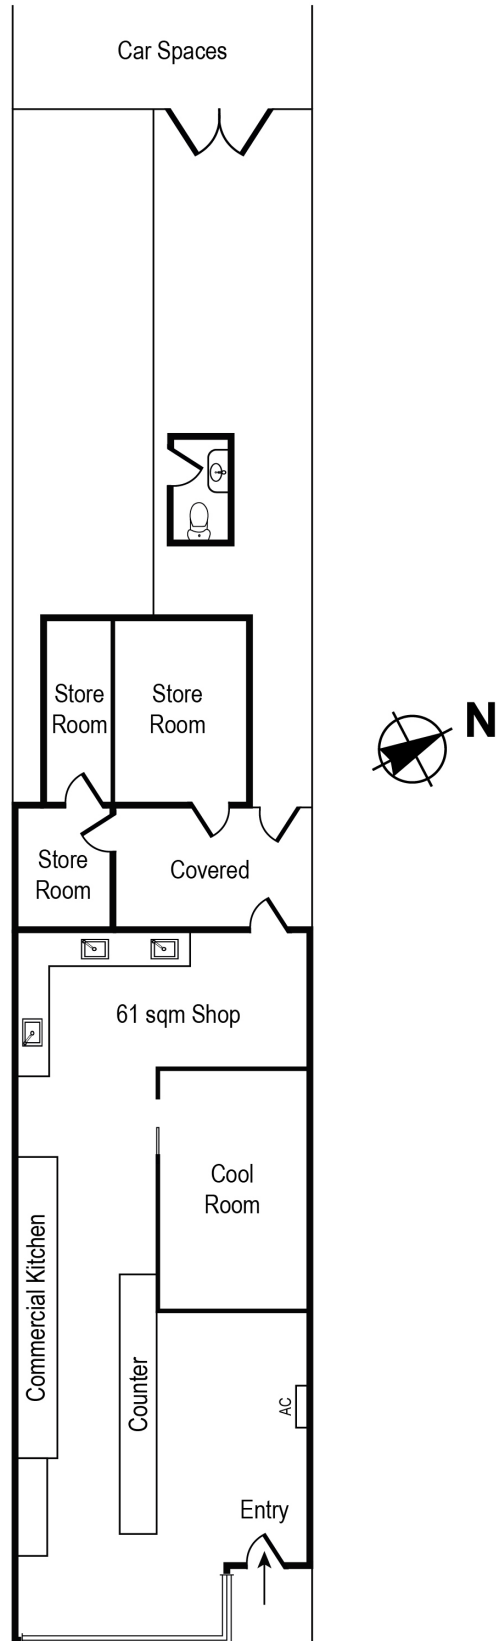 Car Spaces
Store
Room
Store
Room
N
Store
Room
Covered
61 sqm Shop
Cool
Room
Commercial Kitchen
Counter
AC
Entry